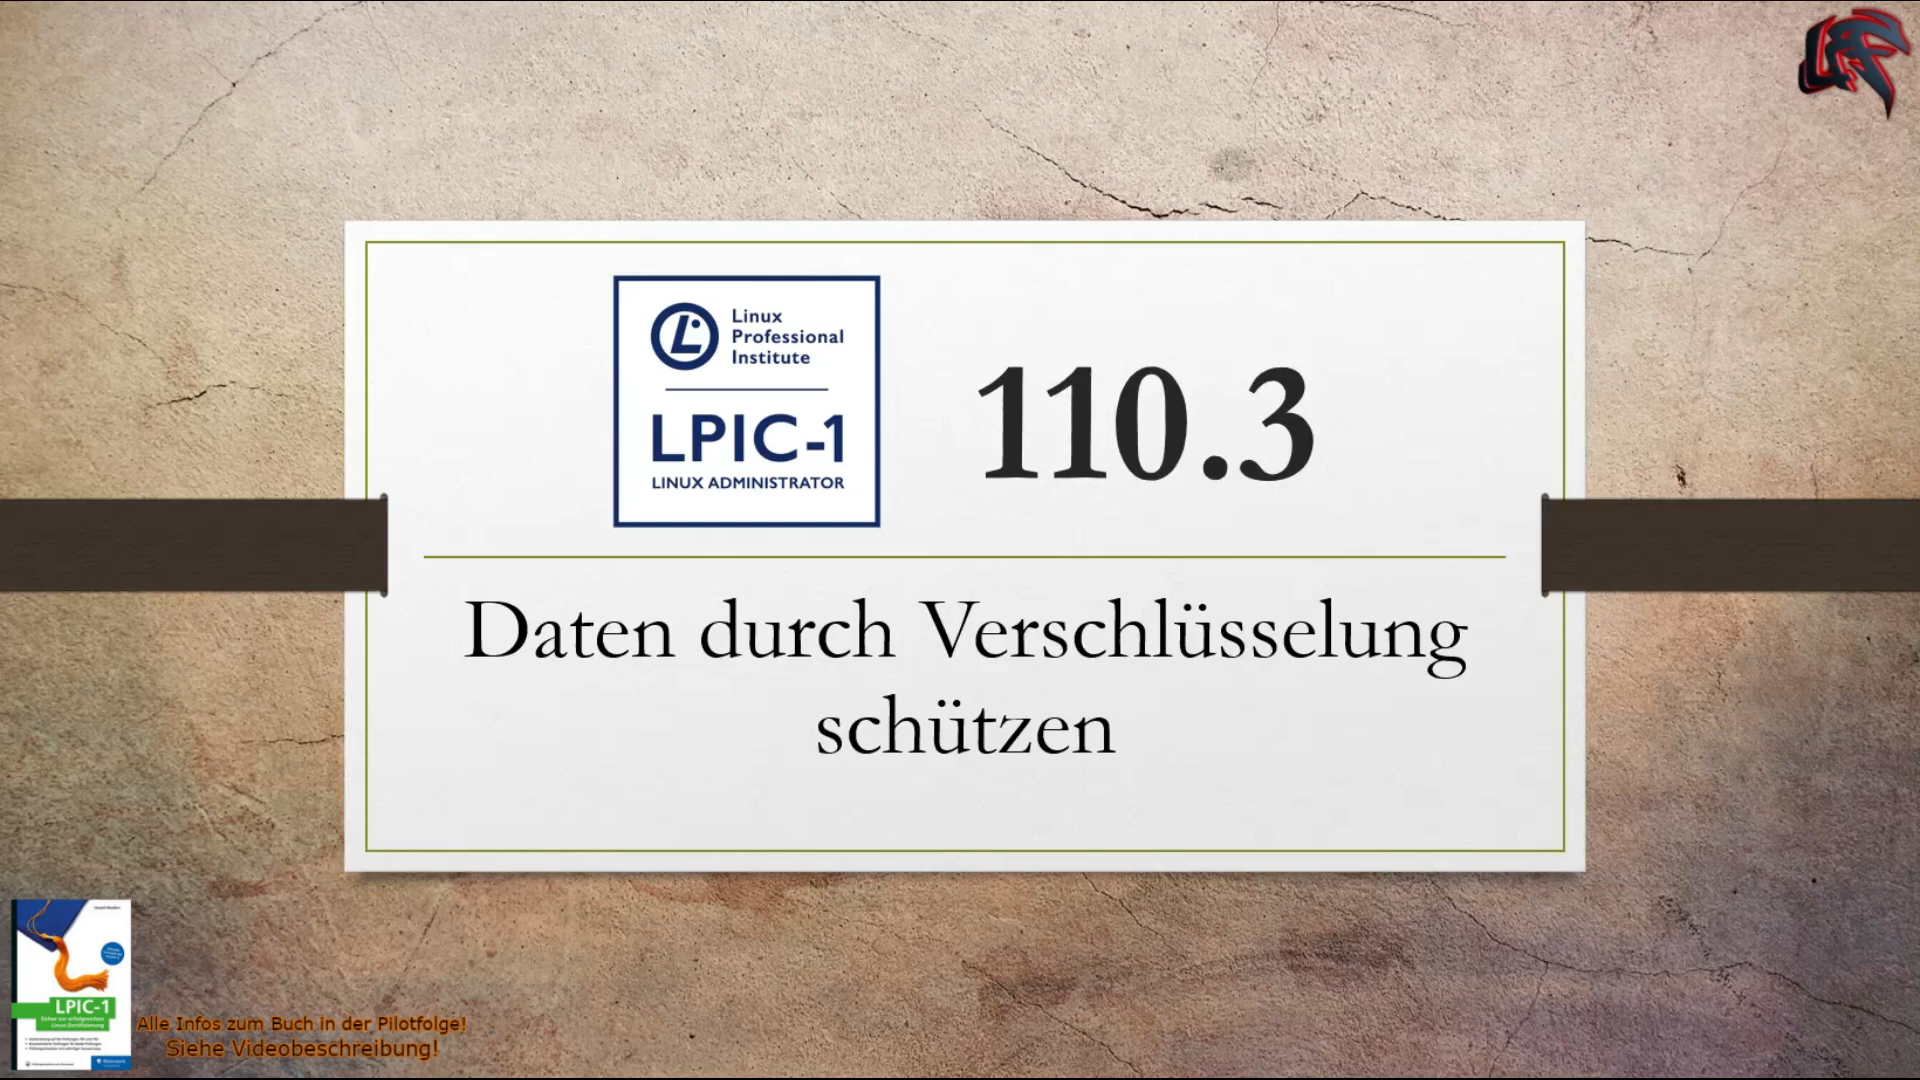 Linux
Professional
Institute
LPIC-1
LINUX ADMINISTRATOR
110.3
Daten durch Verschlüsselung
schützen
LPIC-1
Alle Infos zum Buch in der Pilotfolge!
Siehe Videobeschreibung!